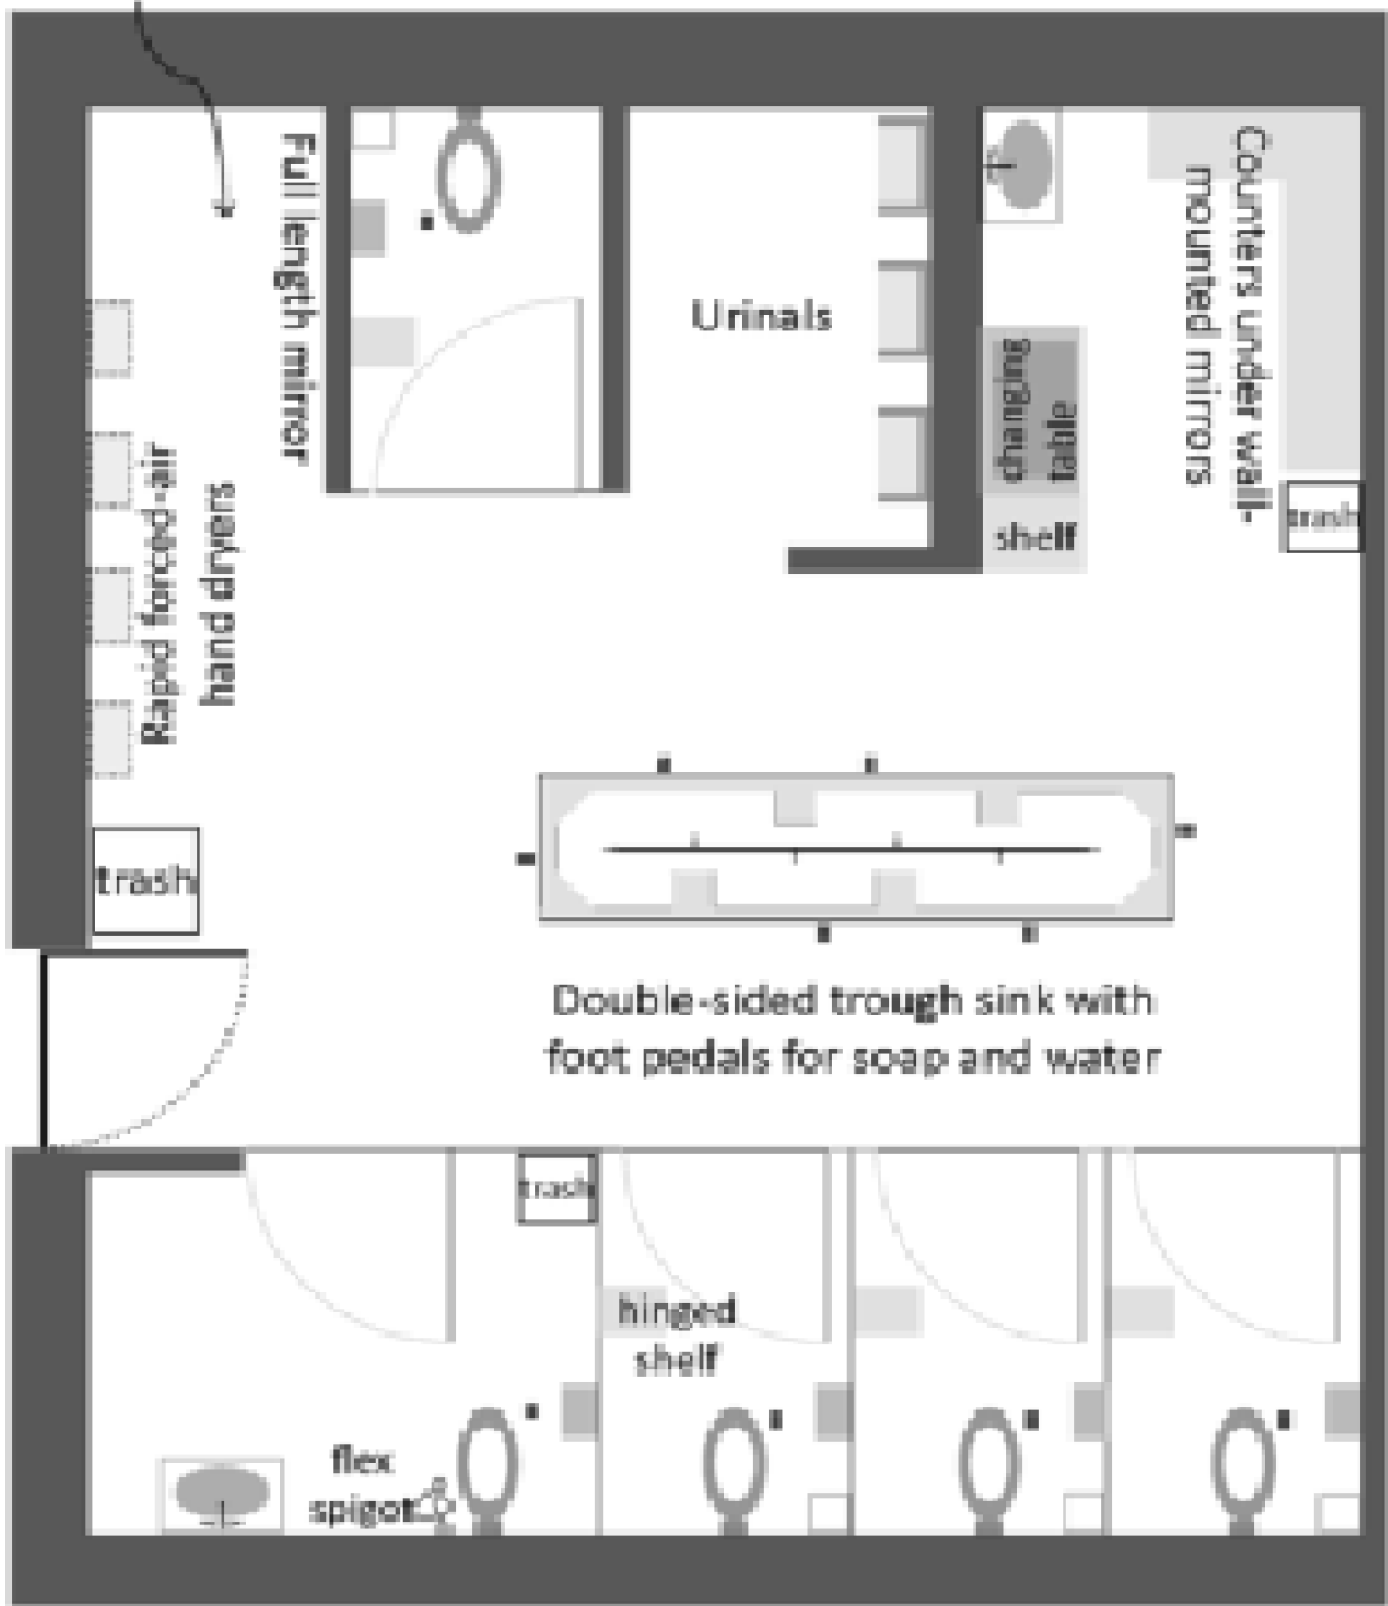 Full length mirror
Urinals
Counters under wall-
mounted mirrors
changing
table
shelf
trash
Rapid forced-air
hand dryers
trash
Double-sided trough sink with
foot pedals for soap and water
trash
hinged
shelf
flex
spigot